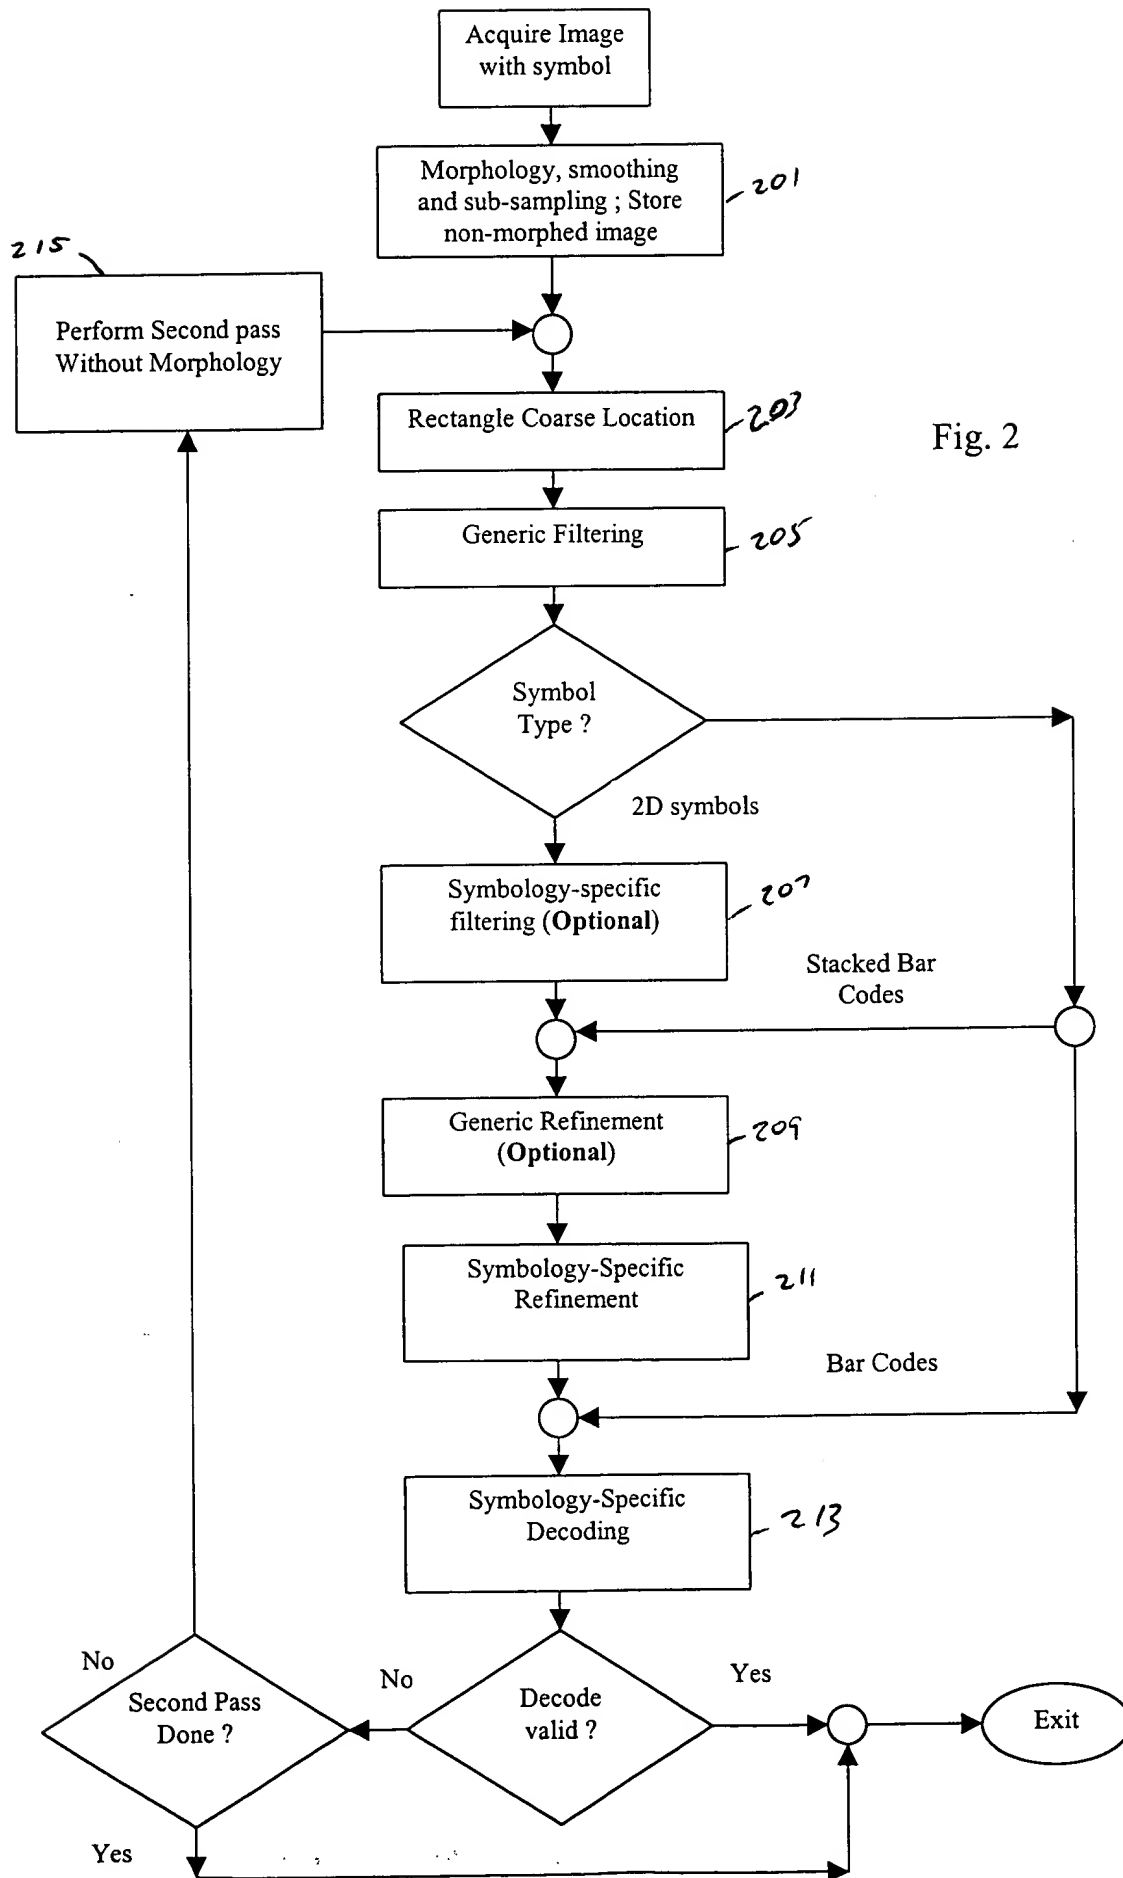 Acquire Image
with symbol
Morphology, smoothing
and sub-sampling ; Store
non-morphed image
201
215
Perform Second pass
Without Morphology
Rectangle Coarse Location
203
Fig. 2
Generic Filtering
205
Symbol
Type ?
2D symbols
Symbology-specific
filtering (Optional)
207
Stacked Bar
Codes
Generic Refinement
(Optional)
209
Symbology-Specific
Refinement
211
Bar Codes
Symbology-Specific
Decoding
213
No
Second Pass
Done ?
No
Decode
valid ?
Yes
Exit
Yes